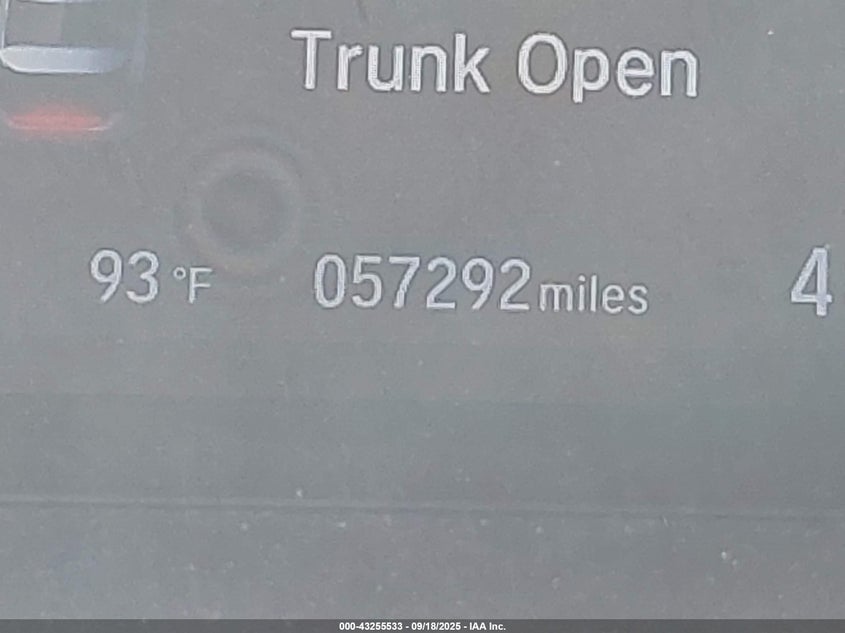 Trunk Open
93 °F 057292 miles 4
000-43255533 - 09/18/2025 - IAA Inc.